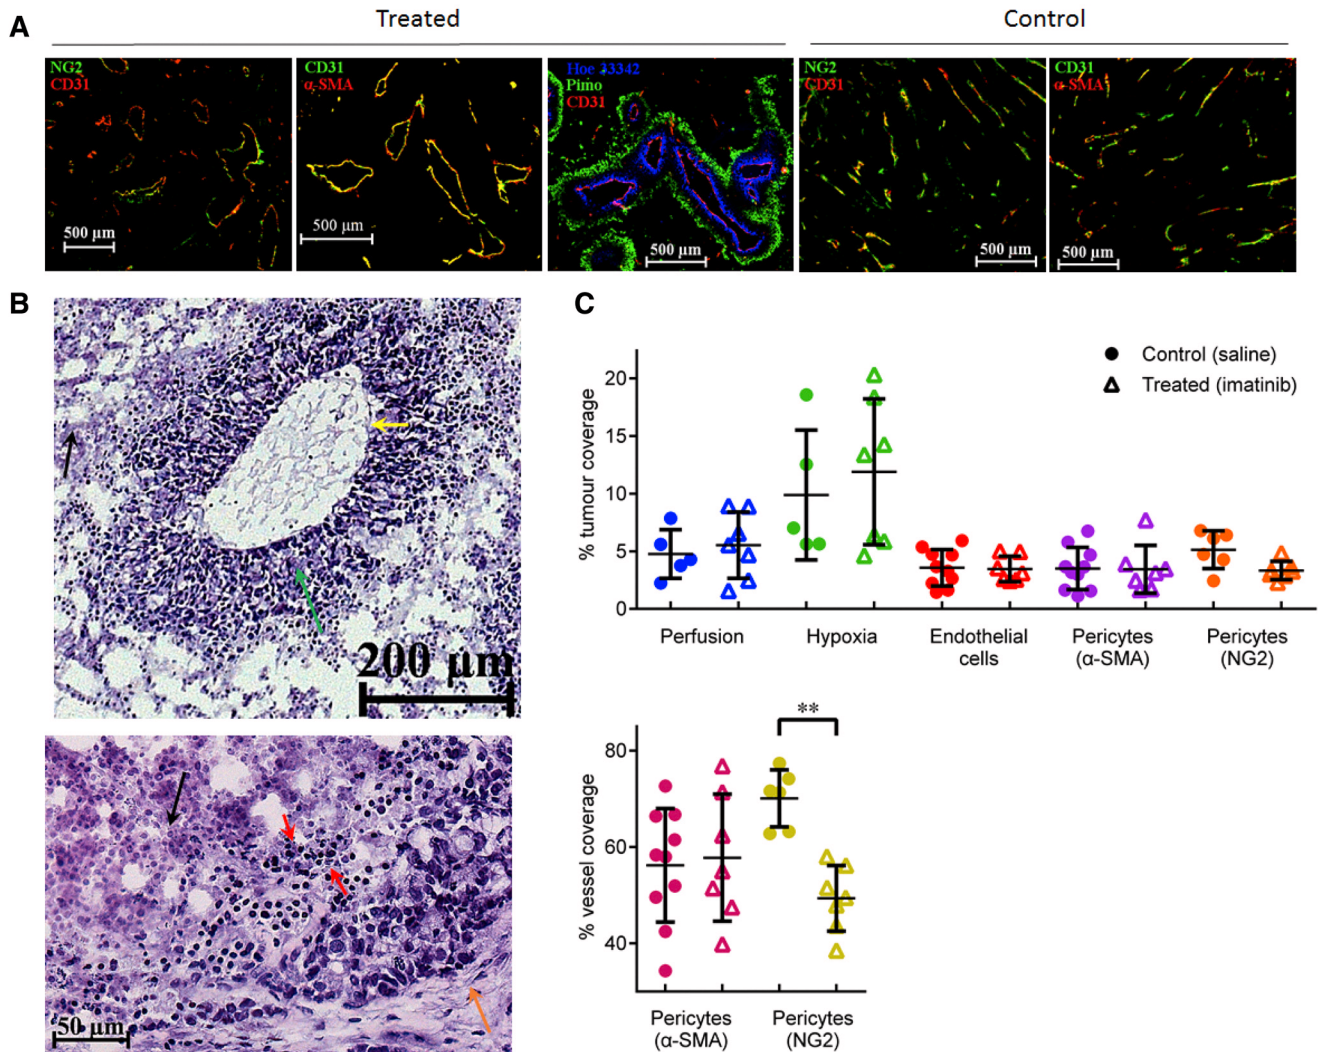 A
Treated
Control
NG2
CD31
500 µm
CD31
α-SMA
500 µm
Hoe 33342
Pimo
CD31
500 µm
NG2
CD31
500 µm
CD31
α-SMA
500 µm
B
200 µm
50 µm
C
Control (saline)
Treated (imatinib)
% tumour coverage
20
15
10
5
0
Perfusion
Hypoxia
Endothelial
cells
Pericytes
(α-SMA)
Pericytes
(NG2)
**
% vessel coverage
80
60
40
Pericytes
(α-SMA)
Pericytes
(NG2)